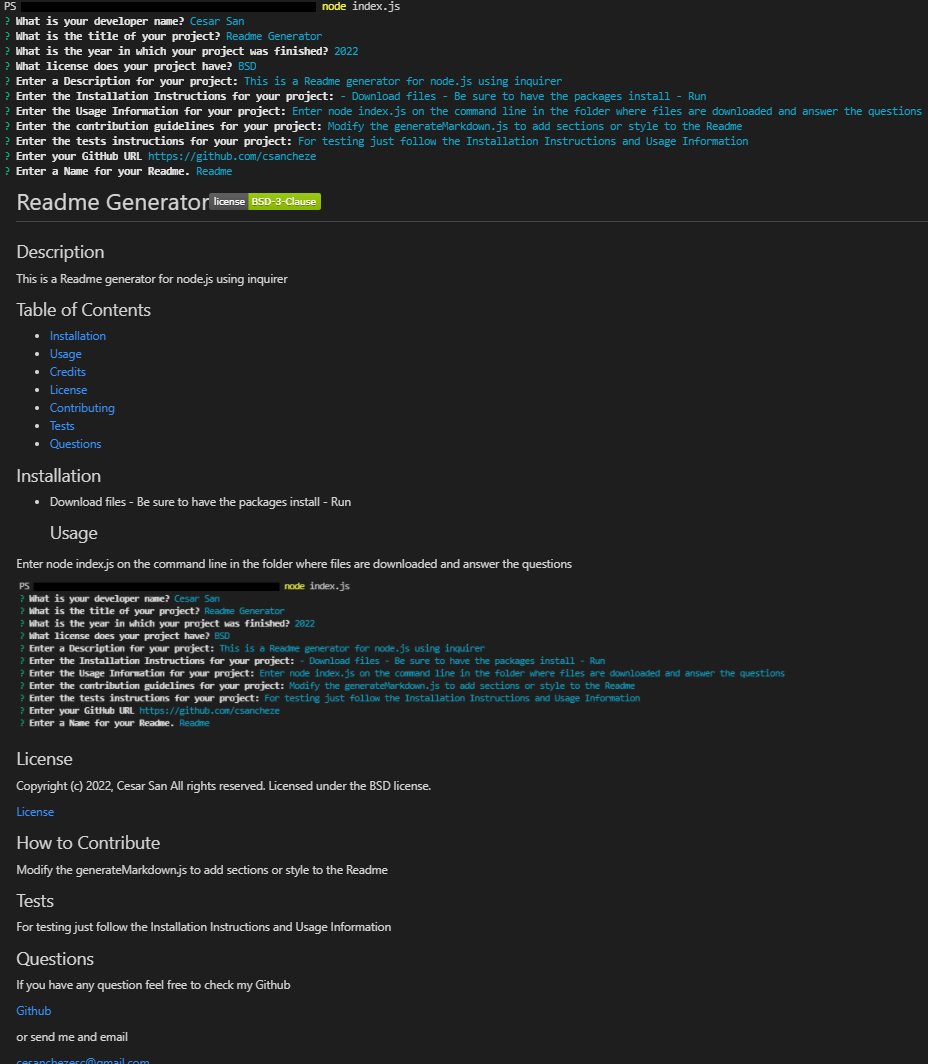 PS node index.js
? What is your developer name? Cesar San
? What is the title of your project? Readme Generator
? What is the year in which your project was finished? 2022
? What license does your project have? BSD
? Enter a Description for your project: This is a Readme generator for node.js using inquirer
? Enter the Installation Instructions for your project: - Download files - Be sure to have the packages install - Run
? Enter the Usage Information for your project: Enter node index.js on the command line in the folder where files are downloaded and answer the questions
? Enter the contribution guidelines for your project: Modify the generateMarkdown.js to add sections or style to the Readme
? Enter the tests instructions for your project: For testing just follow the Installation Instructions and Usage Information
? Enter your GitHub URL https://github.com/csancheze
? Enter a Name for your Readme. Readme
Readme Generator license BSD-3-Clause
Description
This is a Readme generator for node.js using inquirer
Table of Contents
• Installation
• Usage
• Credits
• License
• Contributing
• Tests
• Questions
Installation
• Download files - Be sure to have the packages install - Run
Usage
Enter node index.js on the command line in the folder where files are downloaded and answer the questions
PS node index.js
? What is your developer name? Cesar San
? What is the title of your project? Readme Generator
? What is the year in which your project was finished? 2022
? What license does your project have? BSD
? Enter a Description for your project: This is a Readme generator for node.js using inquirer
? Enter the Installation Instructions for your project: - Download files - Be sure to have the packages install - Run
? Enter the Usage Information for your project: Enter node index.js on the command line in the folder where files are downloaded and answer the questions
? Enter the contribution guidelines for your project: Modify the generateMarkdown.js to add sections or style to the Readme
? Enter the tests instructions for your project: For testing just follow the Installation Instructions and Usage Information
? Enter your GitHub URL https://github.com/csancheze
? Enter a Name for your Readme. Readme
License
Copyright (c) 2022, Cesar San All rights reserved. Licensed under the BSD license.
License
How to Contribute
Modify the generateMarkdown.js to add sections or style to the Readme
Tests
For testing just follow the Installation Instructions and Usage Information
Questions
If you have any question feel free to check my Github
Github
or send me and email
cesanchezesc@gmail.com